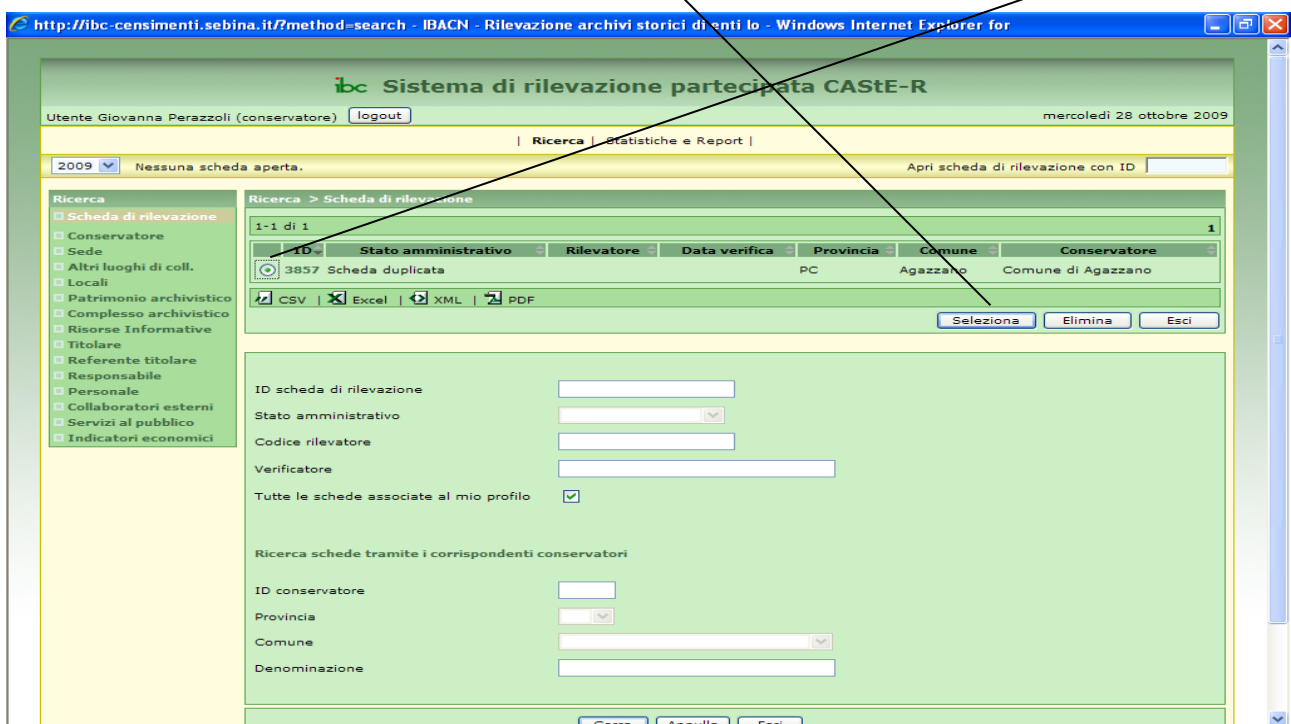 http://ibc-censimenti.sebina.it/?method=search - IBACN - Rilevazione archivi storici di enti lo - Windows Internet Explorer for
ibc Sistema di rilevazione partecipata CAStE-R
Utente Giovanna Perazzoli (conservatore) logout mercoledì 28 ottobre 2009
| Ricerca | Statistiche e Report |
2009 Nessuna scheda aperta. Apri scheda di rilevazione con ID
Ricerca
Scheda di rilevazione
Conservatore
Sede
Altri luoghi di coll.
Locali
Patrimonio archivistico
Complesso archivistico
Risorse Informative
Titolare
Referente titolare
Responsabile
Personale
Collaboratori esterni
Servizi al pubblico
Indicatori economici
Ricerca > Scheda di rilevazione
1-1 di 1 1
ID Stato amministrativo Rilevatore Data verifica Provincia Comune Conservatore
3857 Scheda duplicata PC Agazzano Comune di Agazzano
CSV | Excel | XML | PDF
Seleziona Elimina Esci
ID scheda di rilevazione
Stato amministrativo
Codice rilevatore
Verificatore
Tutte le schede associate al mio profilo
Ricerca schede tramite i corrispondenti conservatori
ID conservatore
Provincia
Comune
Denominazione
Cerca Annulla Esci